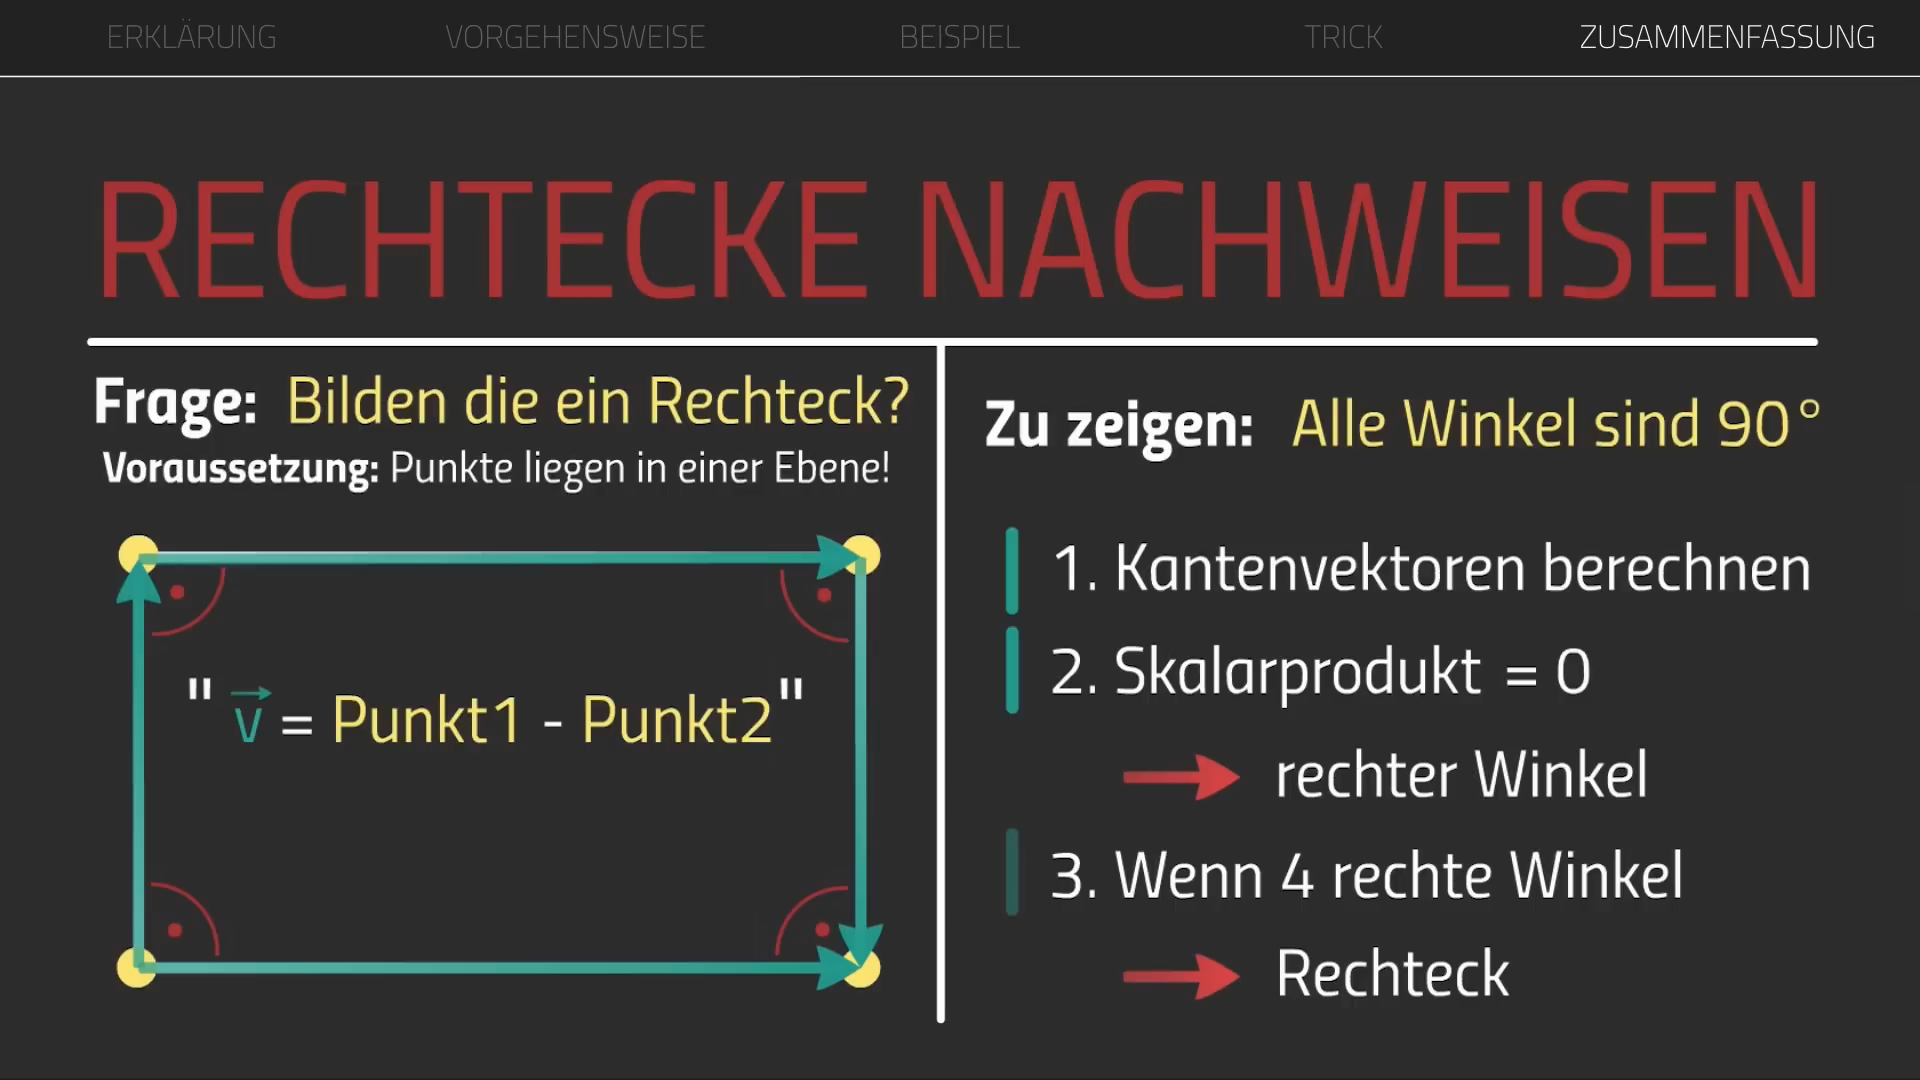 ERKLÄRUNG VORGEHENSWEISE BEISPIEL TRICK ZUSAMMENFASSUNG
RECHTECKE NACHWEISEN
Frage: Bilden die ein Rechteck?
Voraussetzung: Punkte liegen in einer Ebene!
"v⃗ = Punkt1 - Punkt2"
Zu zeigen: Alle Winkel sind 90°
1. Kantenvektoren berechnen
2. Skalarprodukt = 0
rechter Winkel
3. Wenn 4 rechte Winkel
Rechteck